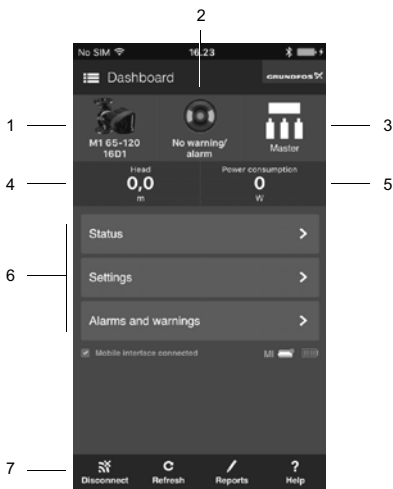 2
No SIM 16.23
Dashboard GRUNDFOS
1 3
M1 65-120
16D1
No warning/
alarm
Master
4 5
Head
0,0
m
Power consumption
0
W
Status
Settings
6
Alarms and warnings
Mobile interface connected MI
7
Disconnect Refresh Reports ? Help